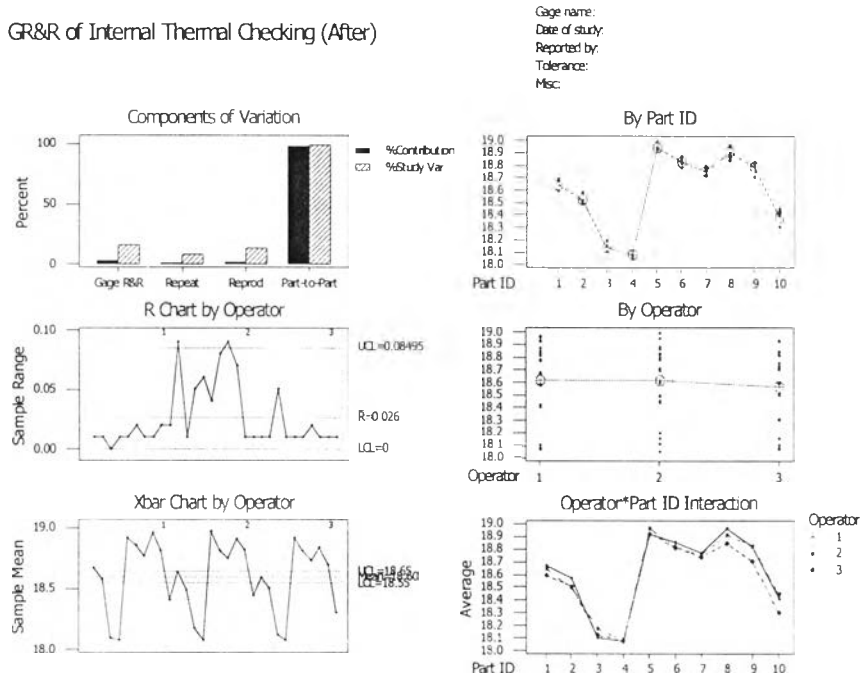 GR&R of Internal Thermal Checking (After)
Gage name:
Date of study:
Reported by:
Tolerance:
Misc:
Components of Variation
100
50
0
Percent
%Contribution
%Study Var
Gage R&R Repeat Reprod Part-to-Part
By Part ID
19.0
18.9
18.8
18.7
18.6
18.5
18.4
18.3
18.2
18.1
18.0
Part ID 1 2 3 4 5 6 7 8 9 10
R Chart by Operator
0.10
0.05
0.00
Sample Range
1 2 3
UCL=0.08495
R=0.026
LCL=0
By Operator
19.0
18.9
18.8
18.7
18.6
18.5
18.4
18.3
18.2
18.1
18.0
Operator 1 2 3
Xbar Chart by Operator
19.0
18.5
18.0
Sample Mean
1 2 3
UCL=18.65
Mean=18.60
LCL=18.55
Operator*Part ID Interaction
19.0
18.9
18.8
18.7
18.6
18.5
18.4
18.3
18.2
18.1
18.0
Average
Part ID 1 2 3 4 5 6 7 8 9 10
Operator
1
2
3